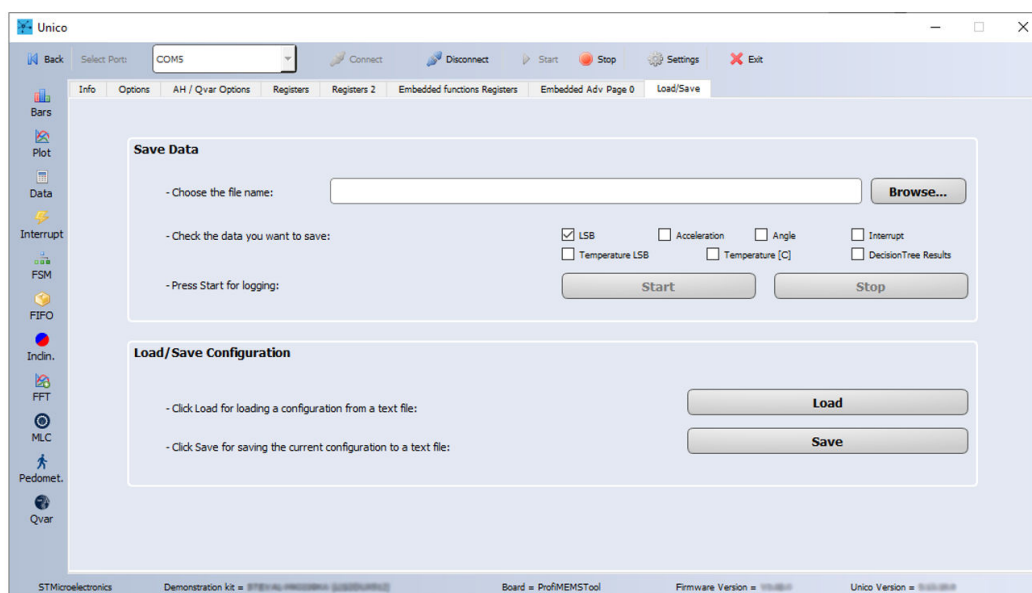 Unico
Back Select Port: COM5 Connect Disconnect Start Stop Settings Exit
Info Options AH / Qvar Options Registers Registers 2 Embedded functions Registers Embedded Adv Page 0 Load/Save
Bars
Plot
Data
Interrupt
FSM
FIFO
Indin.
FFT
MLC
Pedomet.
Qvar
Save Data
- Choose the file name: Browse...
- Check the data you want to save: LSB Acceleration Angle Interrupt
Temperature LSB Temperature [C] DecisionTree Results
- Press Start for logging: Start Stop
Load/Save Configuration
- Click Load for loading a configuration from a text file: Load
- Click Save for saving the current configuration to a text file: Save
STMicroelectronics Demonstration kit = Board = ProfiMEMSTool Firmware Version = Unico Version =